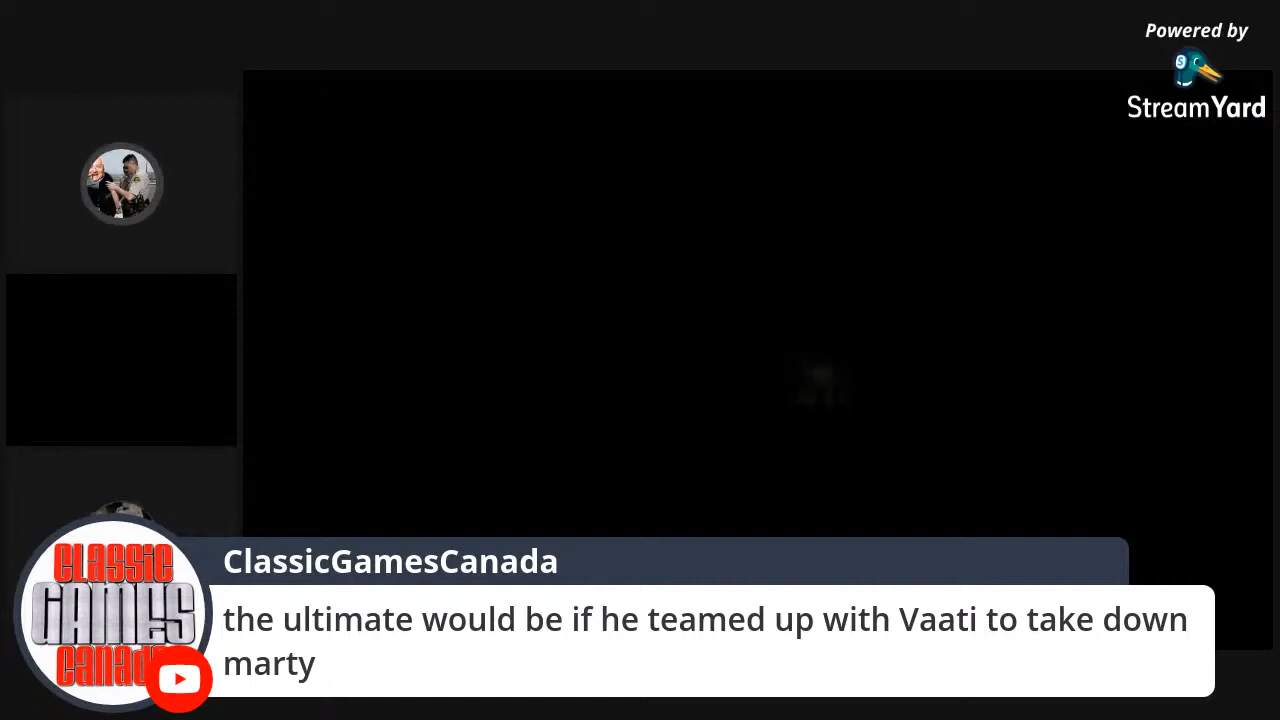 Powered by
StreamYard
ClassicGamesCanada
the ultimate would be if he teamed up with Vaati to take down
marty
CLASSIC
GAMES
Canada